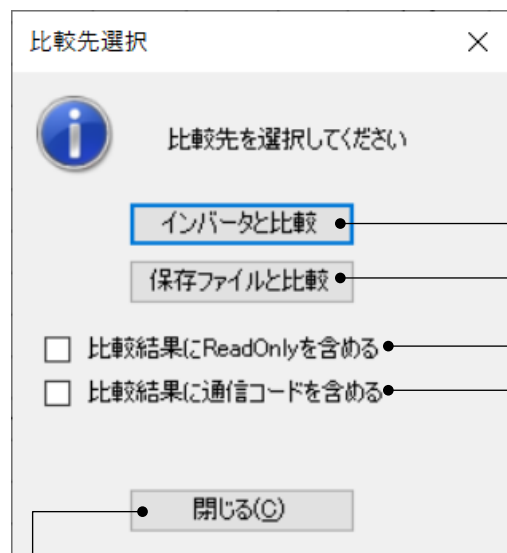 比較先選択
比較先を選択してください
インバータと比較
保存ファイルと比較
比較結果にReadOnlyを含める
比較結果に通信コードを含める
閉じる(C)